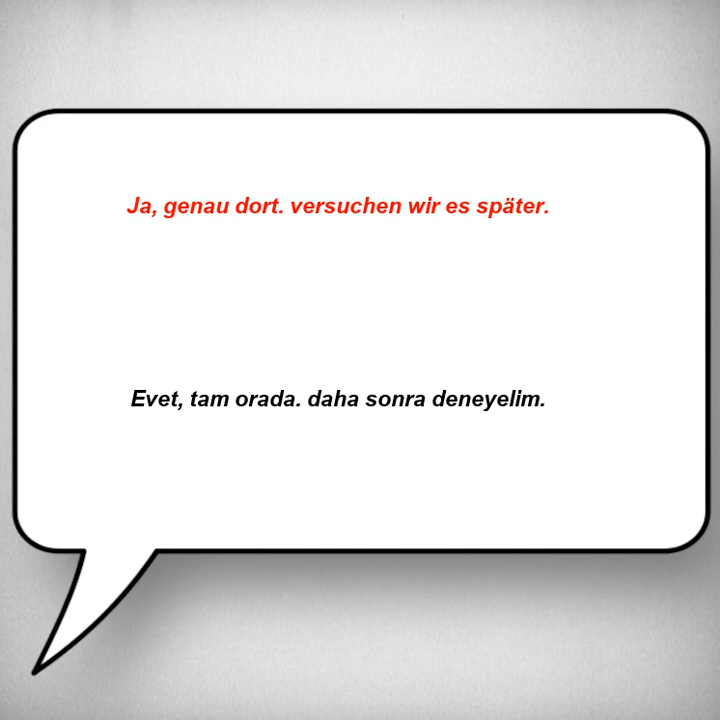 Ja, genau dort. versuchen wir es später.
Evet, tam orada. daha sonra deneyelim.